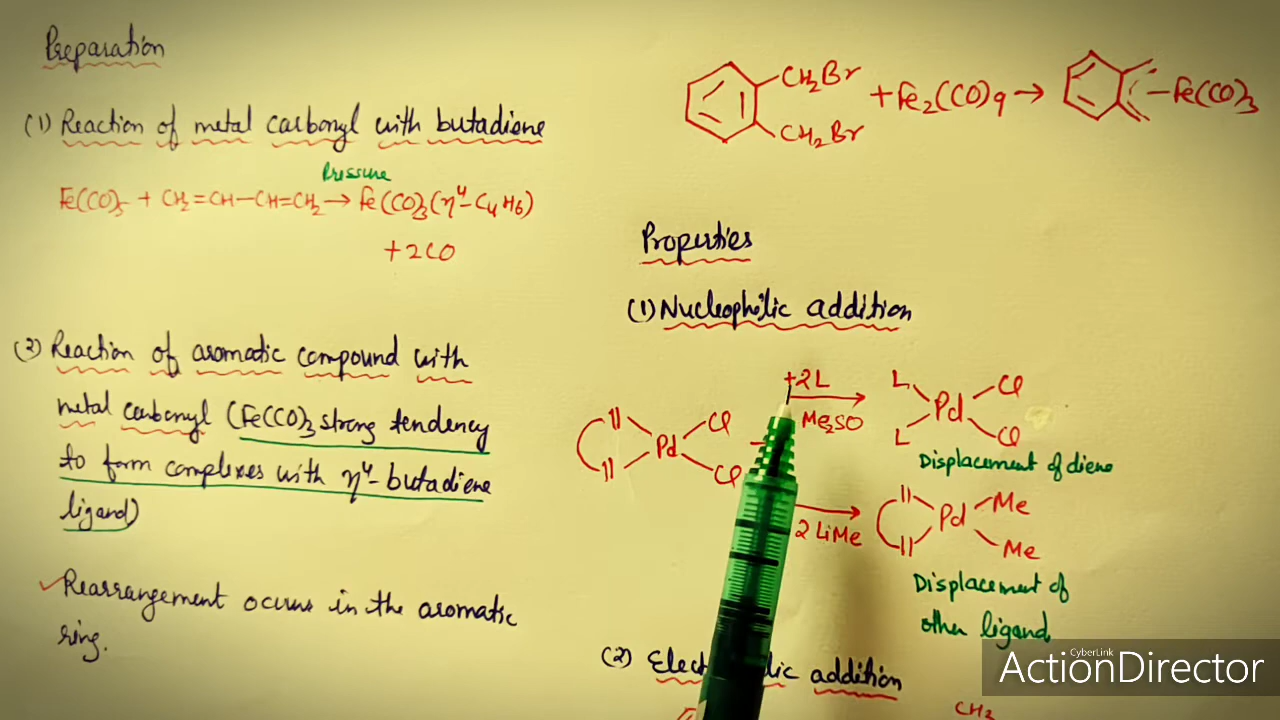 Preparation
(1) Reaction of metal carbonyl with butadiene
Pressure
Fe(CO)5 + CH2=CH-CH=CH2 → Fe(CO)3(η4-C4H6)
+2CO
(2) Reaction of aromatic compound with
metal carbonyl (Fe(CO)3 strong tendency
to form complexes with η4-butadiene
ligand)
✓Rearrangement occurs in the aromatic
ring.
CH2Br
CH2Br
+ Fe2(CO)9 →
-Fe(CO)3
Properties
(1) Nucleophilic addition
Pd
Cl
Cl
+2L
Me2SO
L
L
Pd
Cl
Cl
Displacement of diene
2 LiMe
Pd
Me
Me
Displacement of
other ligand
(2) addition
CH3
CyberLink
ActionDirector